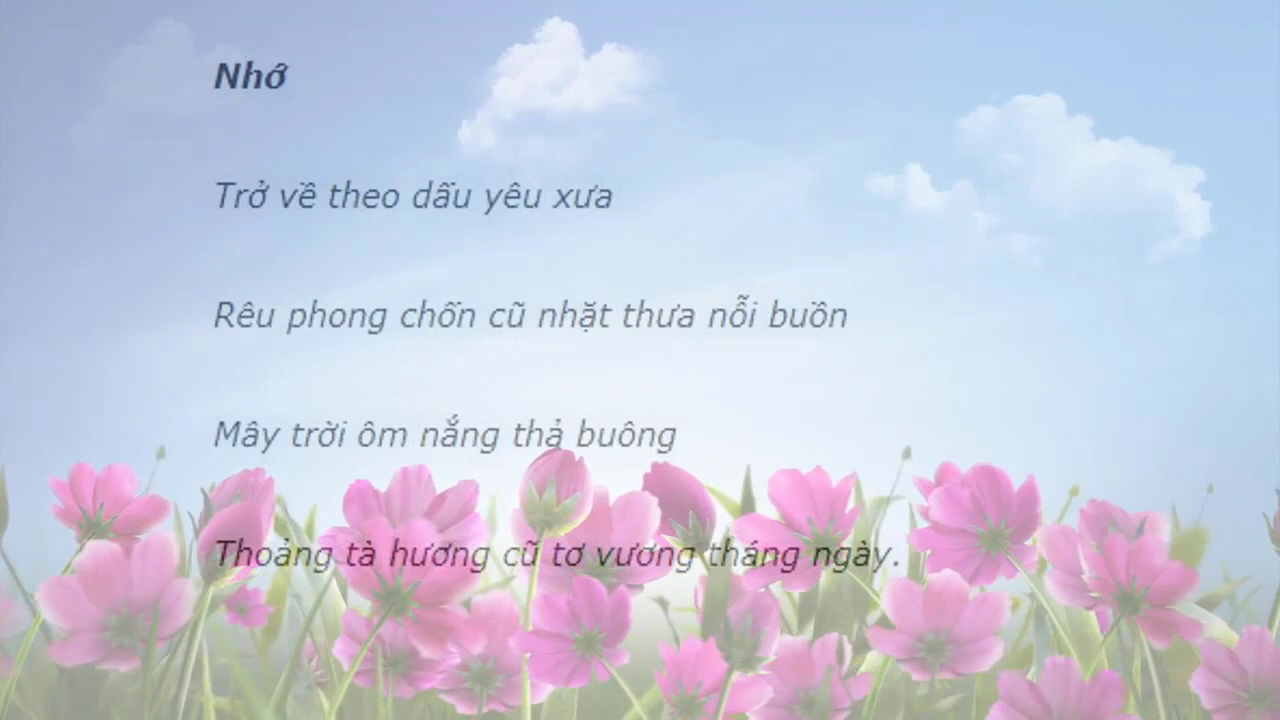 Nhớ
Trở về theo dấu yêu xưa
Rêu phong chốn cũ nhặt thưa nỗi buồn
Mây trời ôm nắng thả buông
Thoảng tà hương cũ tơ vương tháng ngày.